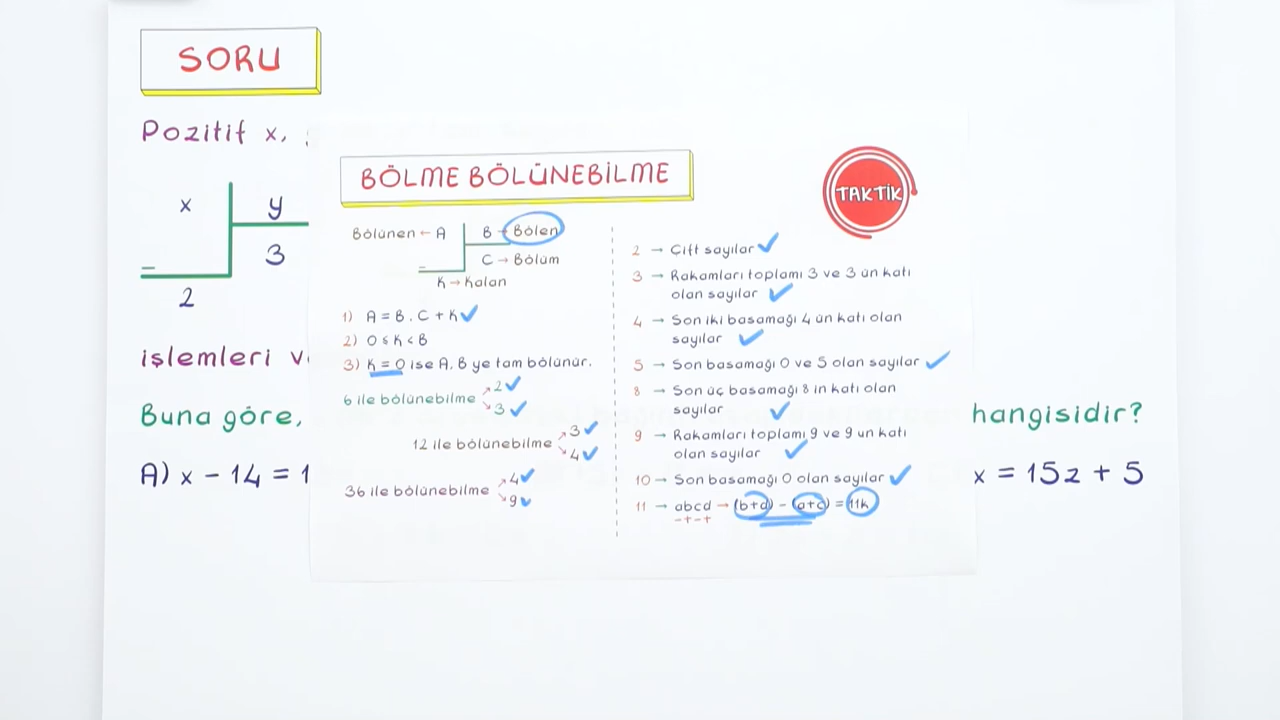 SORU
Pozitif x,
x
y
3
2
işlemleri v
Buna göre,
hangisidir?
A) x - 14 = 1
x = 15z + 5
BÖLME BÖLÜNEBİLME
TAKTİK
Bölünen ← A
B → Bölen
C → Bölüm
K → Kalan
1) A = B . C + K
2) 0 ≤ K < B
3) K = 0 ise A, B ye tam bölünür.
6 ile bölünebilme
2
3
12 ile bölünebilme
3
4
36 ile bölünebilme
4
9
2 → Çift sayılar
3 → Rakamları toplamı 3 ve 3 ün katı
olan sayılar
4 → Son iki basamağı 4 ün katı olan
sayılar
5 → Son basamağı 0 ve 5 olan sayılar
8 → Son üç basamağı 8 in katı olan
sayılar
9 → Rakamları toplamı 9 ve 9 un katı
olan sayılar
10 → Son basamağı 0 olan sayılar
11 → abcd → (b+d) - (a+c) = 11k
-+-+